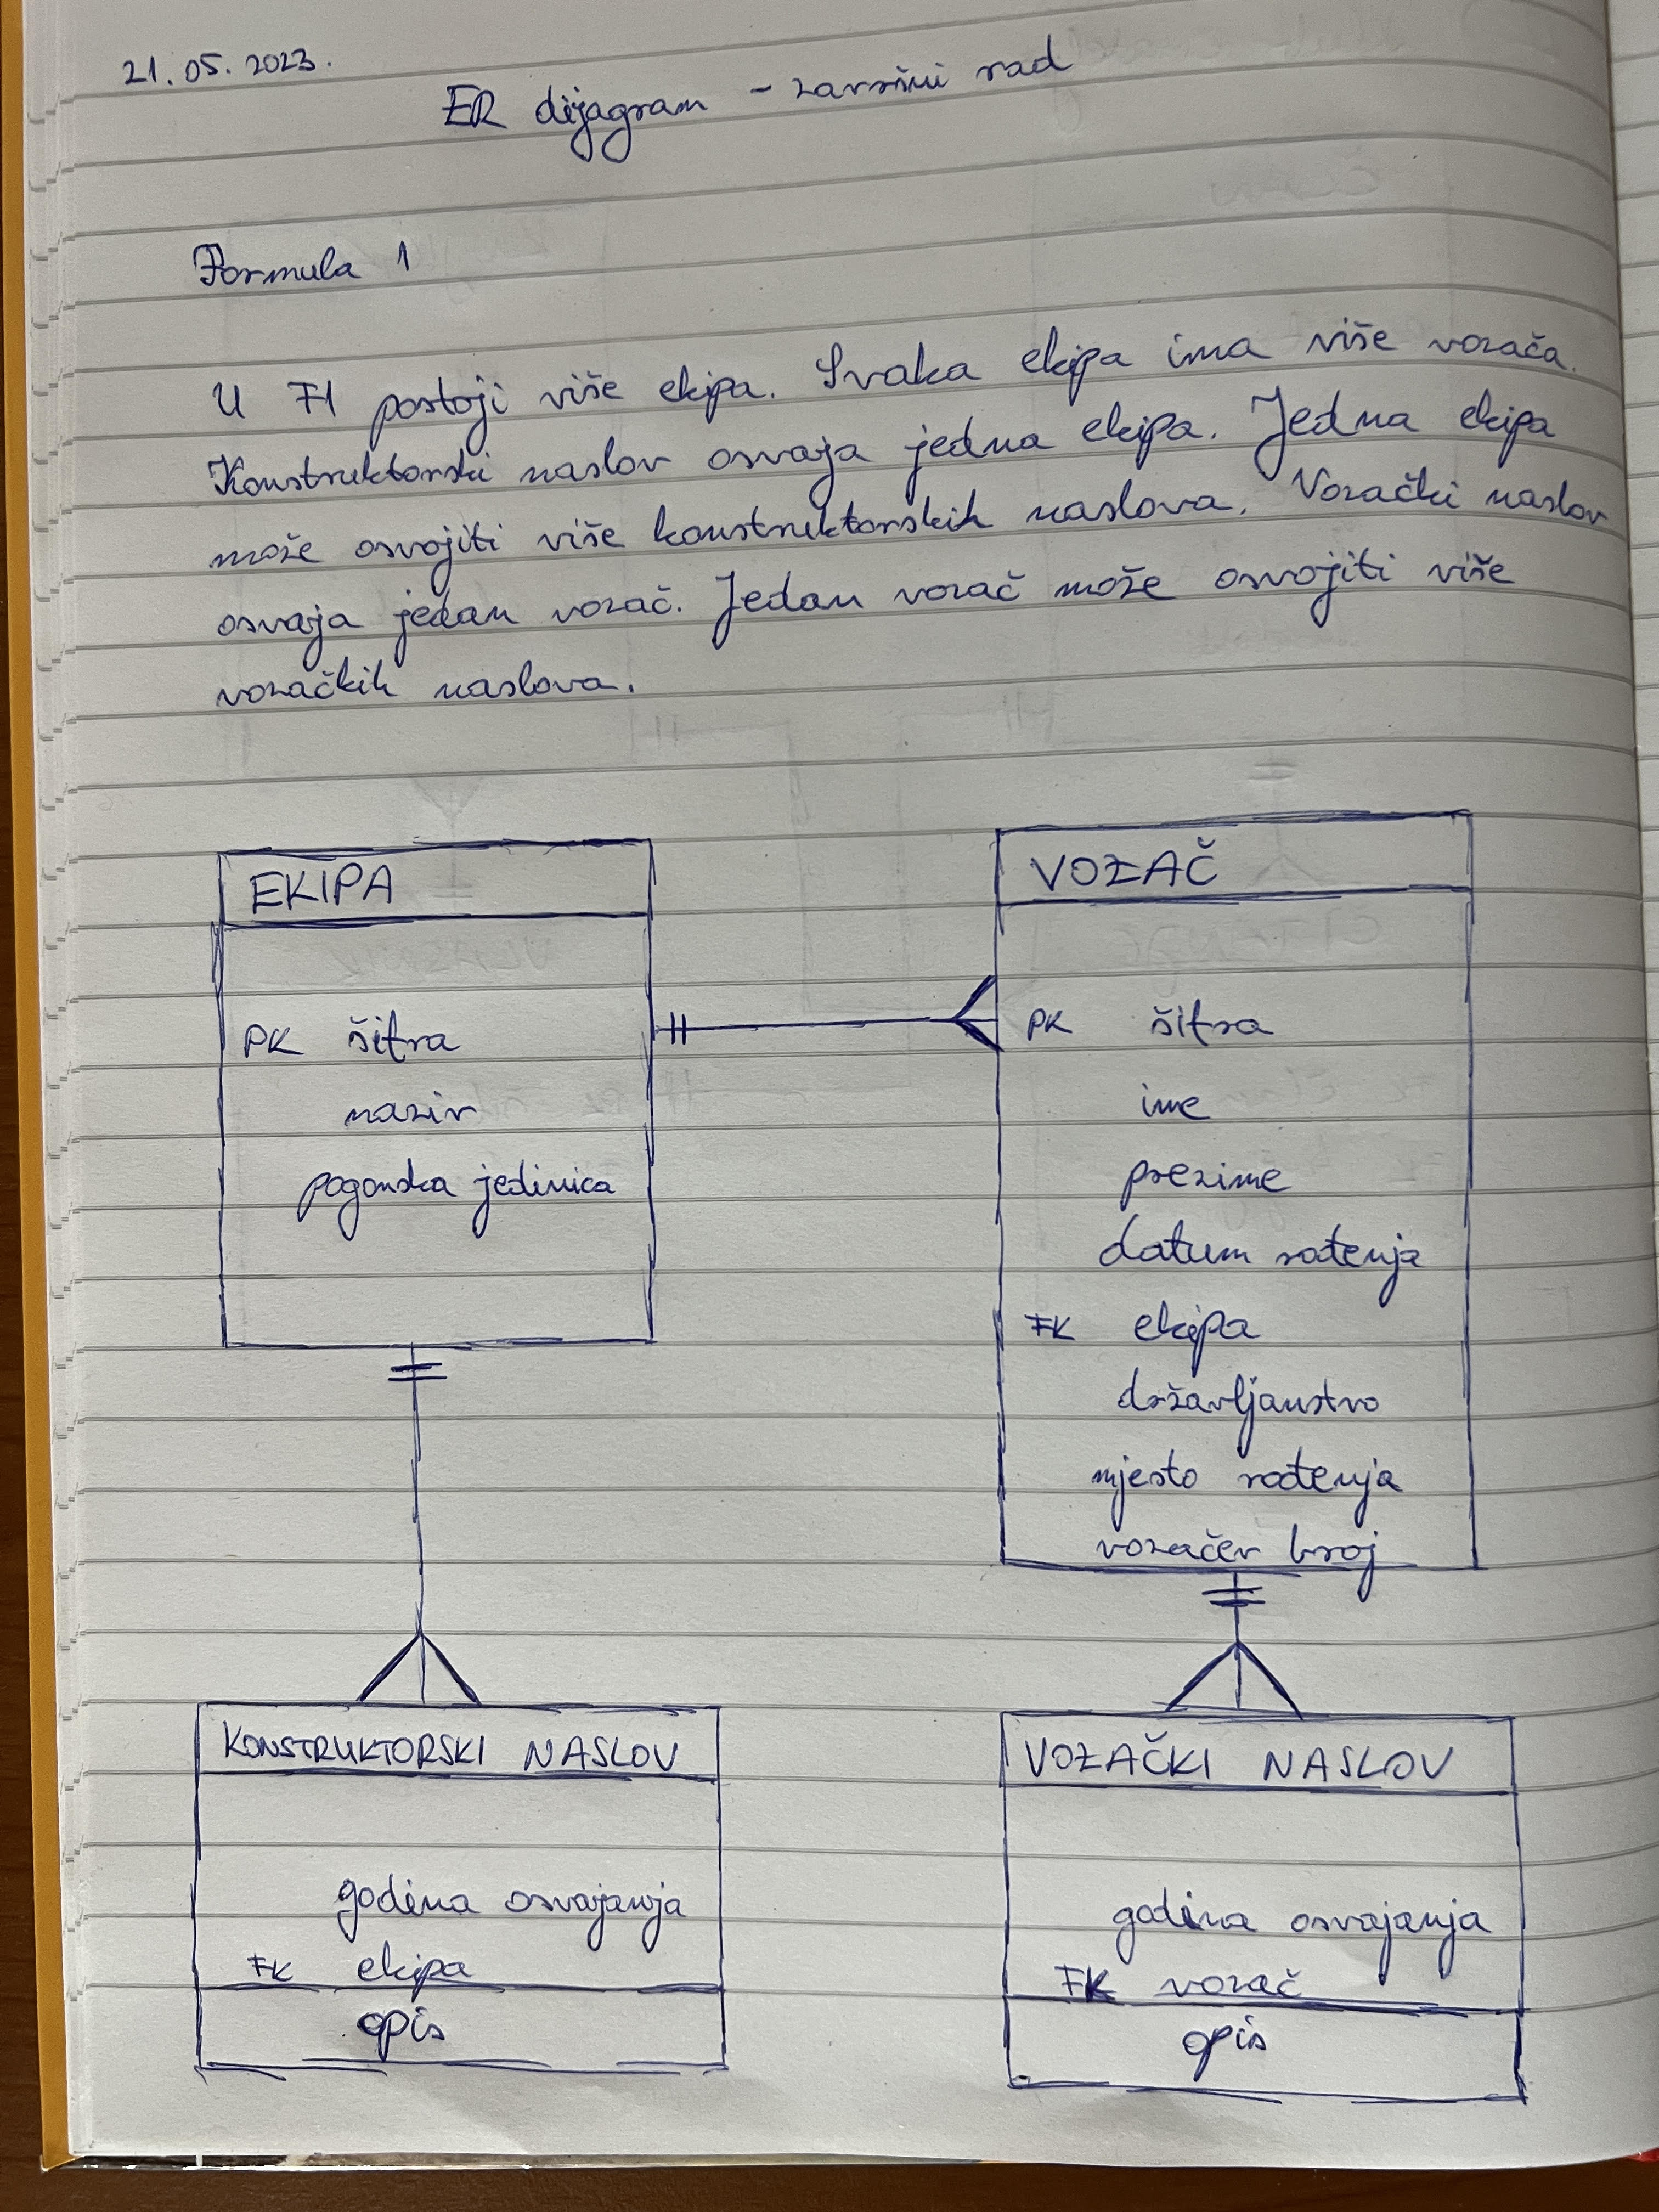 21.05.2023.
ER dijagram - završni rad
Formula 1
U F1 postoji više ekipa. Svaka ekipa ima više vozača.
Konstruktorski naslov osvaja jedna ekipa. Jedna ekipa
može osvojiti više konstruktorskih naslova. Vozački naslov
osvaja jedan vozač. Jedan vozač može osvojiti više
vozačkih naslova.
EKIPA
PK šifra
naziv
pogonska jedinica
VOZAČ
PK šifra
ime
prezime
datum rođenja
FK ekipa
državljanstvo
mjesto rođenja
vozačev broj
KONSTRUKTORSKI NASLOV
godina osvajanja
FK ekipa
opis
VOZAČKI NASLOV
godina osvajanja
FK vozač
opis